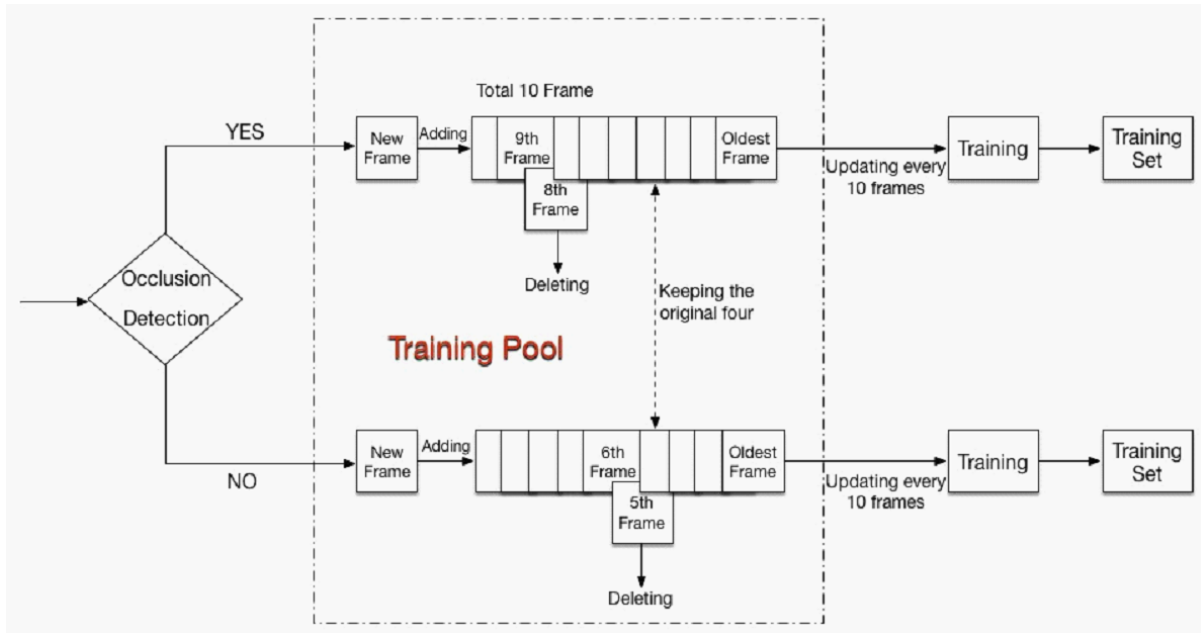 Total 10 Frame
YES
New
Frame
Adding
9th
Frame
Oldest
Frame
8th
Frame
Deleting
Updating every
10 frames
Training
Training
Set
Occlusion
Detection
Keeping the
original four
Training Pool
NO
New
Frame
Adding
6th
Frame
Oldest
Frame
5th
Frame
Deleting
Updating every
10 frames
Training
Training
Set